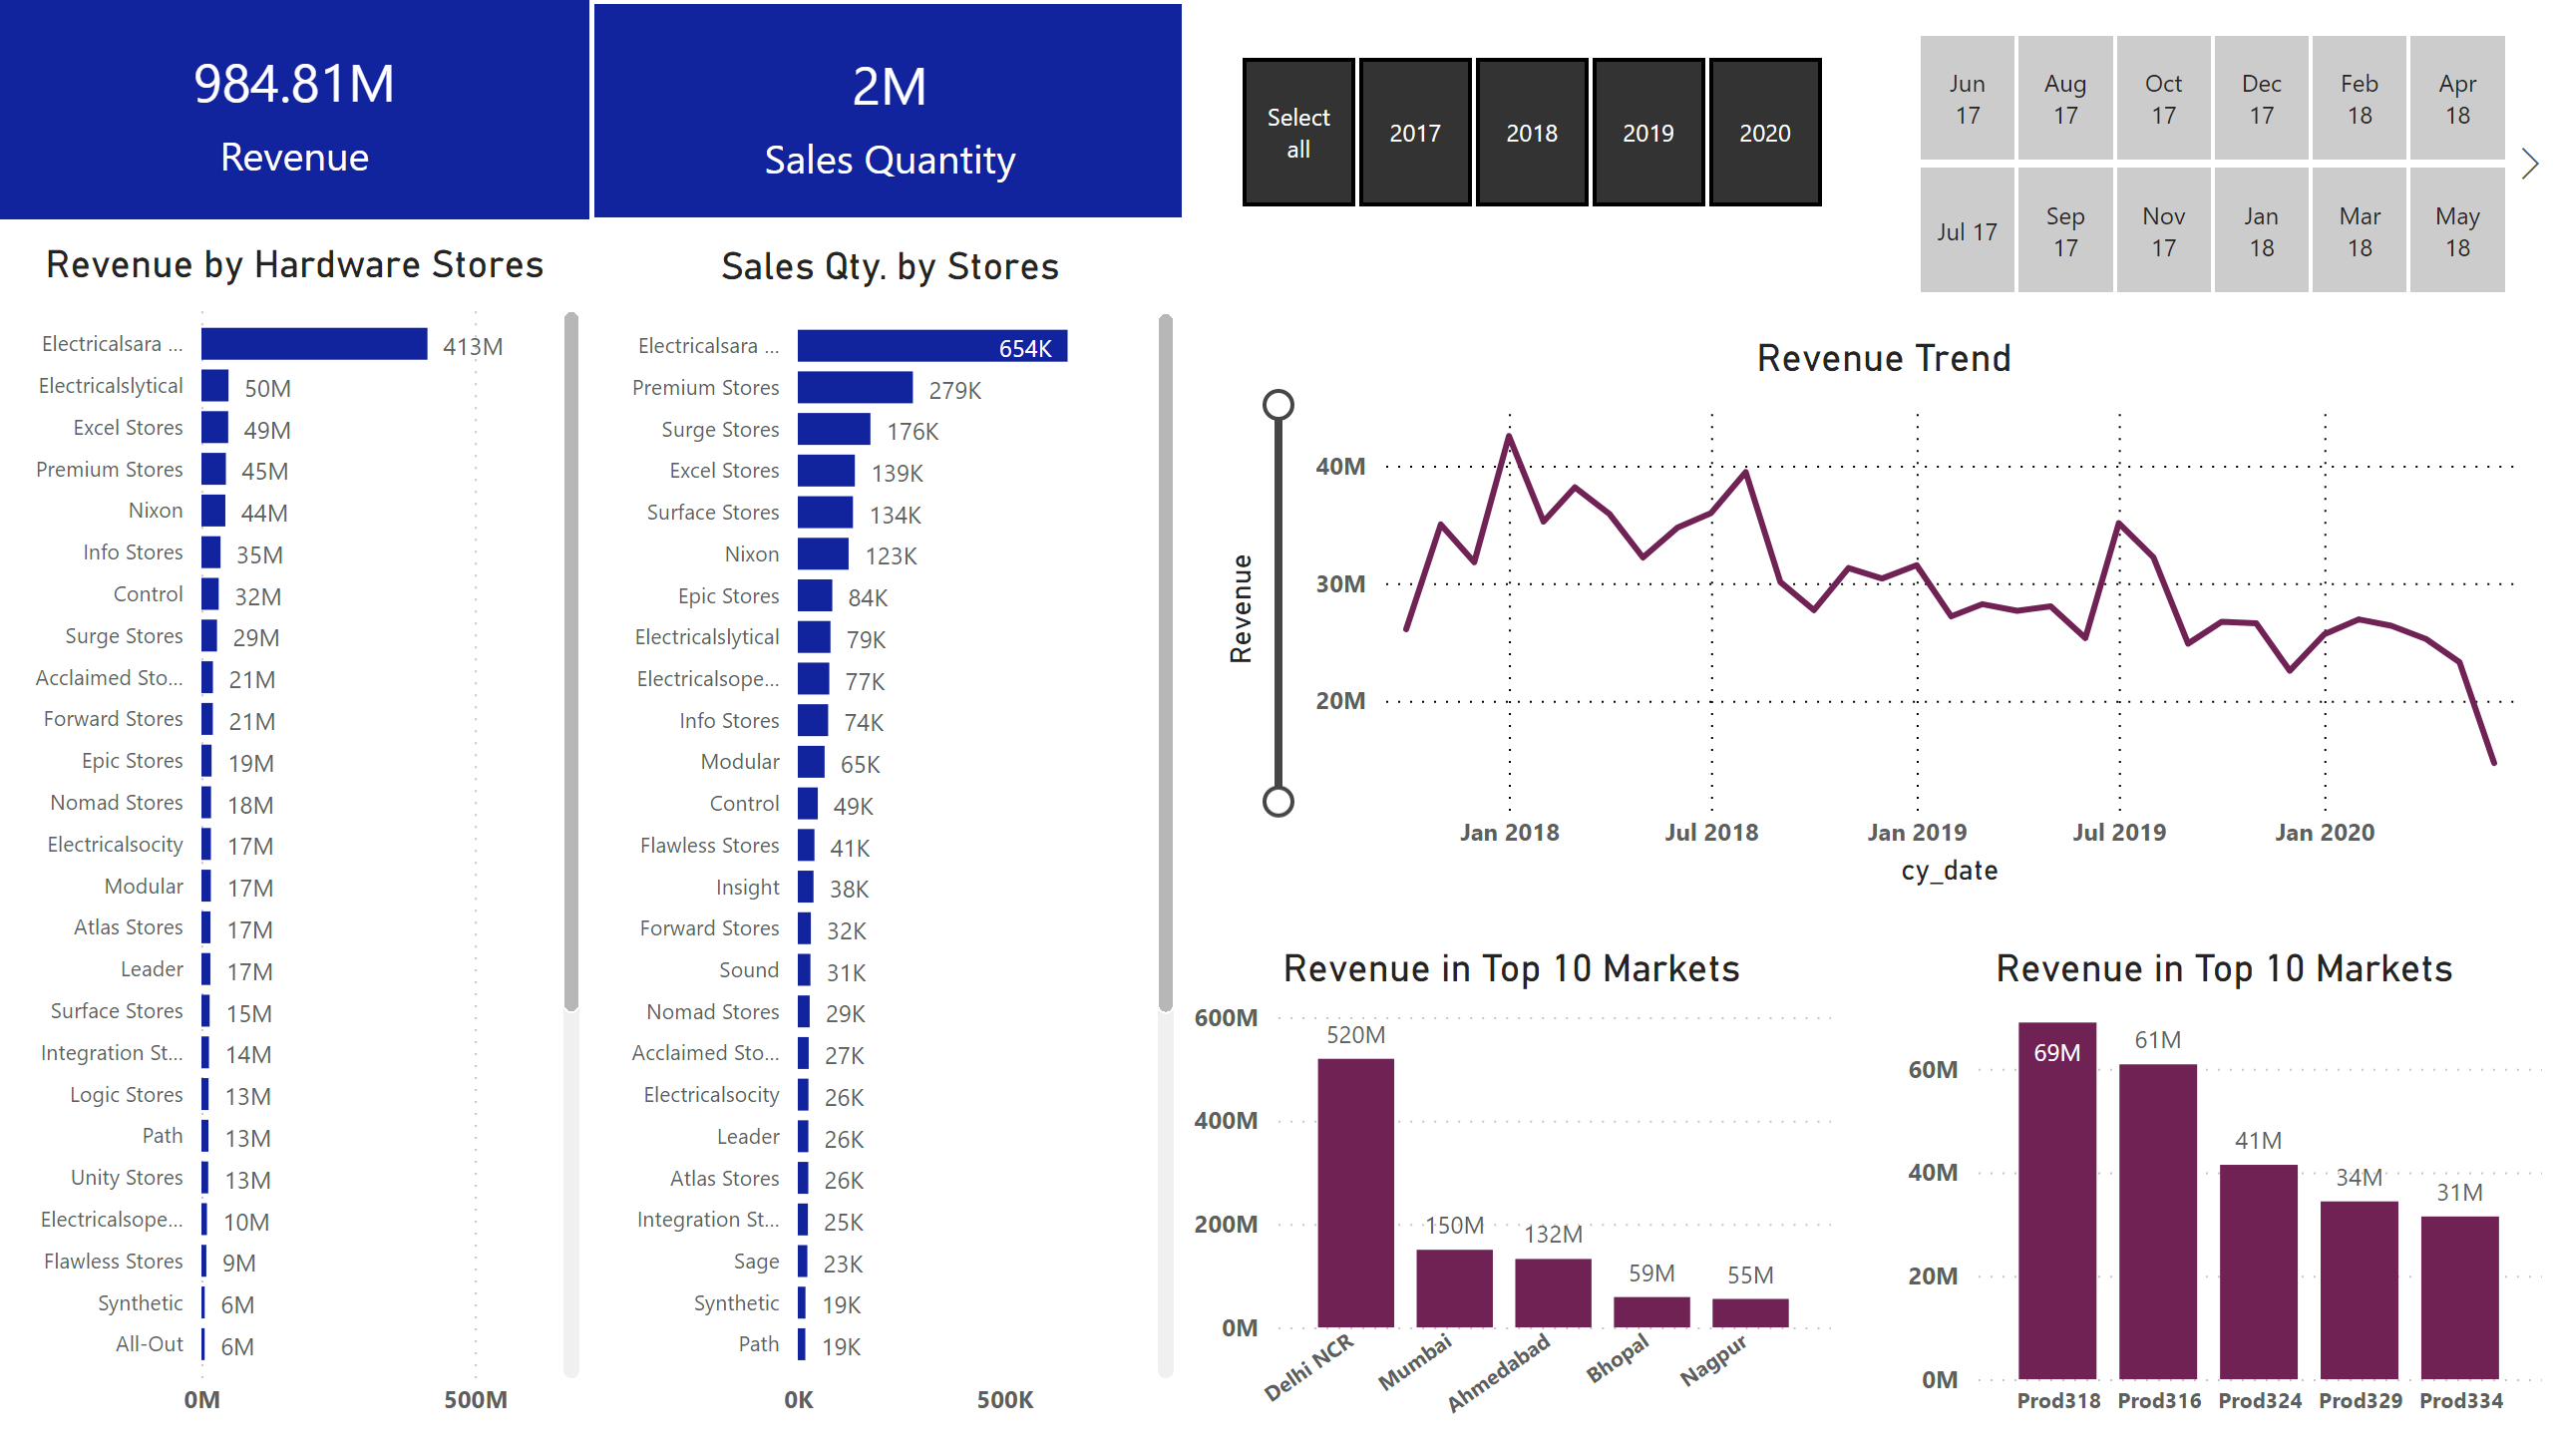 984.81M
Revenue
2M
Sales Quantity
Select
all
2017
2018
2019
2020
Jun
17
Aug
17
Oct
17
Dec
17
Feb
18
Apr
18
Jul 17
Sep
17
Nov
17
Jan
18
Mar
18
May
18
Revenue by Hardware Stores
Electricalsara ... 413M
Electricalslytical 50M
Excel Stores 49M
Premium Stores 45M
Nixon 44M
Info Stores 35M
Control 32M
Surge Stores 29M
Acclaimed Sto... 21M
Forward Stores 21M
Epic Stores 19M
Nomad Stores 18M
Electricalsocity 17M
Modular 17M
Atlas Stores 17M
Leader 17M
Surface Stores 15M
Integration St... 14M
Logic Stores 13M
Path 13M
Unity Stores 13M
Electricalsope... 10M
Flawless Stores 9M
Synthetic 6M
All-Out 6M
0M 500M
Sales Qty. by Stores
Electricalsara ... 654K
Premium Stores 279K
Surge Stores 176K
Excel Stores 139K
Surface Stores 134K
Nixon 123K
Epic Stores 84K
Electricalslytical 79K
Electricalsope... 77K
Info Stores 74K
Modular 65K
Control 49K
Flawless Stores 41K
Insight 38K
Forward Stores 32K
Sound 31K
Nomad Stores 29K
Acclaimed Sto... 27K
Electricalsocity 26K
Leader 26K
Atlas Stores 26K
Integration St... 25K
Sage 23K
Synthetic 19K
Path 19K
0K 500K
Revenue Trend
Revenue
40M
30M
20M
Jan 2018 Jul 2018 Jan 2019 Jul 2019 Jan 2020
cy_date
Revenue in Top 10 Markets
600M
400M
200M
0M
520M
150M
132M
59M
55M
Delhi NCR
Mumbai
Ahmedabad
Bhopal
Nagpur
Revenue in Top 10 Markets
60M
40M
20M
0M
69M
61M
41M
34M
31M
Prod318 Prod316 Prod324 Prod329 Prod334